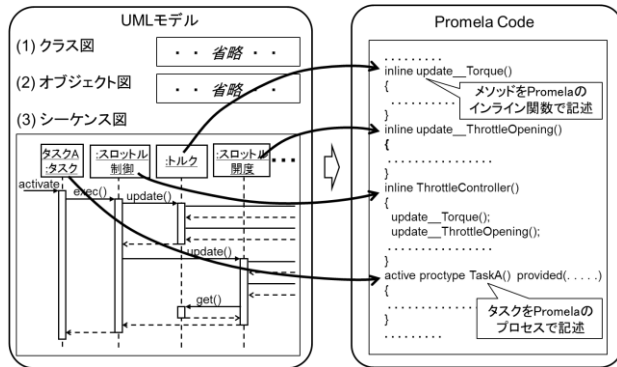 UMLモデル
(1) クラス図
・ ・ 省略 ・ ・
(2) オブジェクト図
・ ・ 省略 ・ ・
(3) シーケンス図
タスクA
:タスク
:スロットル
制御
:トルク
:スロットル
開度
・・・
activate
exec()
update()
update()
get()
Promela Code
. . . . . . . . .
inline update__Torque()
{
. . . . . . . . . . . . . . . .
}
メソッドをPromelaの
インライン関数で記述
inline update__ThrottleOpening()
{
. . . . . . . . . . . . . . . .
}
inline ThrottleController()
{
update__Torque();
update__ThrottleOpening();
. . . . . . . . . . . . . . . .
}
active proctype TaskA() provided(. . . . .)
{
. . . . . . . . . . . . . . . .
}
タスクをPromelaの
プロセスで記述
. . . . . . . . .